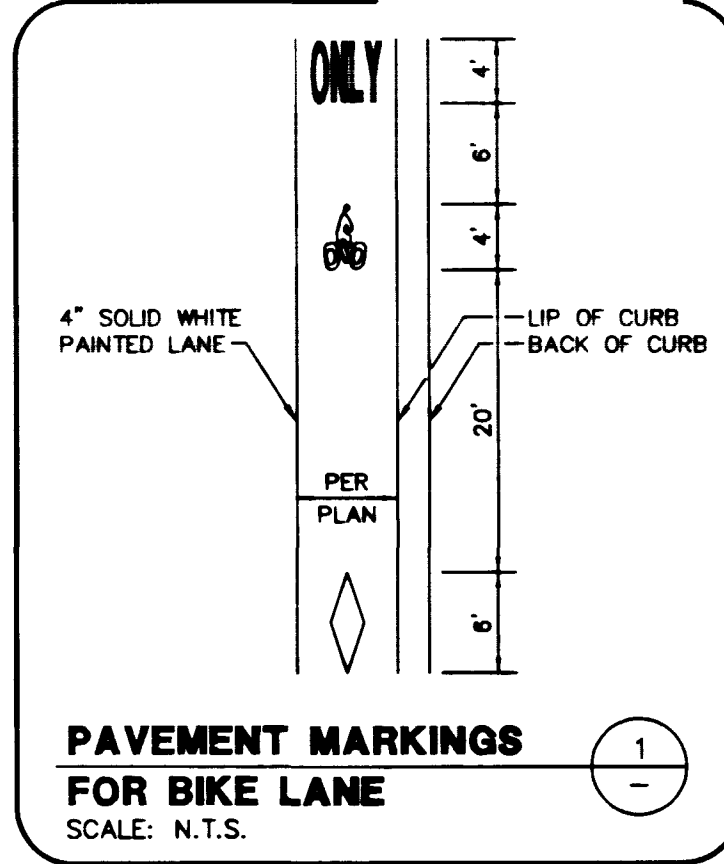 ONLY
4'
6'
4'
4" SOLID WHITE
PAINTED LANE
LIP OF CURB
BACK OF CURB
20'
PER
PLAN
6'
PAVEMENT MARKINGS
FOR BIKE LANE
SCALE: N.T.S.
1
-